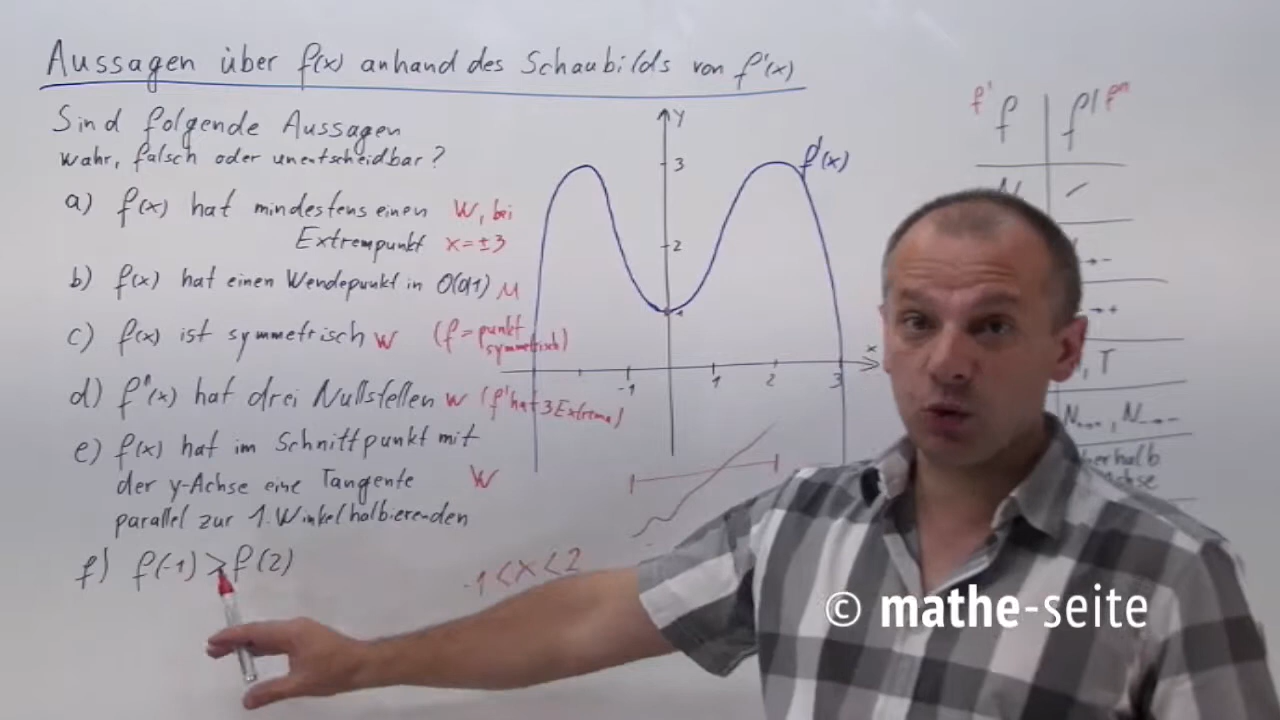 Aussagen über f(x) anhand des Schaubilds von f'(x)
Sind folgende Aussagen
wahr, falsch oder unentscheidbar?
a) f(x) hat mindestens einen W, bei
Extrempunkt x=±3
b) f(x) hat einen Wendepunkt in
c) f(x) ist symmetrisch W (f = punkt
symmetrisch)
d) f"(x) hat drei Nullstellen W (f' hat 3 Extrema)
e) f(x) hat im Schnittpunkt mit
der y-Achse eine Tangente W
parallel zur 1. Winkelhalbierenden
f) f(-1) > f(2)
-1 < x < 2
y
3
f'(x)
2
1
-1 1 2 3 x
f' f f' f"
N
, T
© mathe-seite